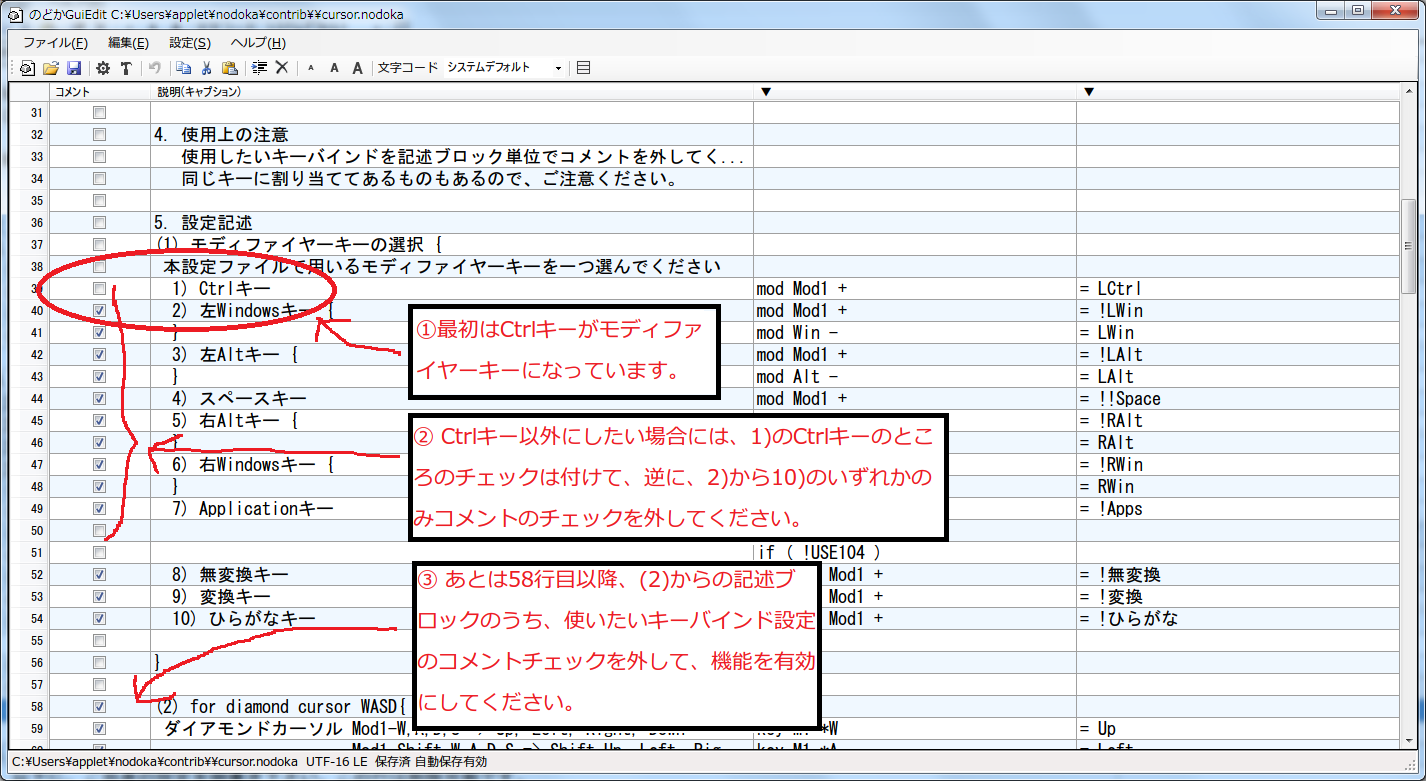 のどかGuiEdit C:¥Users¥applet¥nodoka¥contrib¥¥cursor.nodoka
ファイル(F) 編集(E) 設定(S) ヘルプ(H)
A A A 文字コード システムデフォルト
コメント 説明(キャプション) ▼ ▼
31
32 4. 使用上の注意
33 使用したいキーバインドを記述ブロック単位でコメントを外してく...
34 同じキーに割り当ててあるものもあるので、ご注意ください。
35
36 5. 設定記述
37 (1) モディファイヤーキーの選択 {
38 本設定ファイルで用いるモディファイヤーキーを一つ選んでください
39 1) Ctrlキー mod Mod1 + = LCtrl
40 2) 左Windowsキー { mod Mod1 + = !LWin
41 } mod Win - = LWin
42 3) 左Altキー { mod Mod1 + = !LAlt
43 } mod Alt - = LAlt
44 4) スペースキー mod Mod1 + = !!Space
45 5) 右Altキー { = !RAlt
46 } = RAlt
47 6) 右Windowsキー { = !RWin
48 } = RWin
49 7) Applicationキー = !Apps
50
51 if ( !USE104 )
52 8) 無変換キー Mod1 + = !無変換
53 9) 変換キー Mod1 + = !変換
54 10) ひらがなキー Mod1 + = !ひらがな
55
56 }
57
58 (2) for diamond cursor WASD{
59 ダイアモンドカーソル Mod1-W, *W = Up
①最初はCtrlキーがモディファ
イヤーキーになっています。
② Ctrlキー以外にしたい場合には、1)のCtrlキーのとこ
ろのチェックは付けて、逆に、2)から10)のいずれかの
みコメントのチェックを外してください。
③ あとは58行目以降、(2)からの記述ブ
ロックのうち、使いたいキーバインド設定
のコメントチェックを外して、機能を有効
にしてください。
C:¥Users¥applet¥nodoka¥contrib¥¥cursor.nodoka UTF-16 LE 保存済 自動保存有効